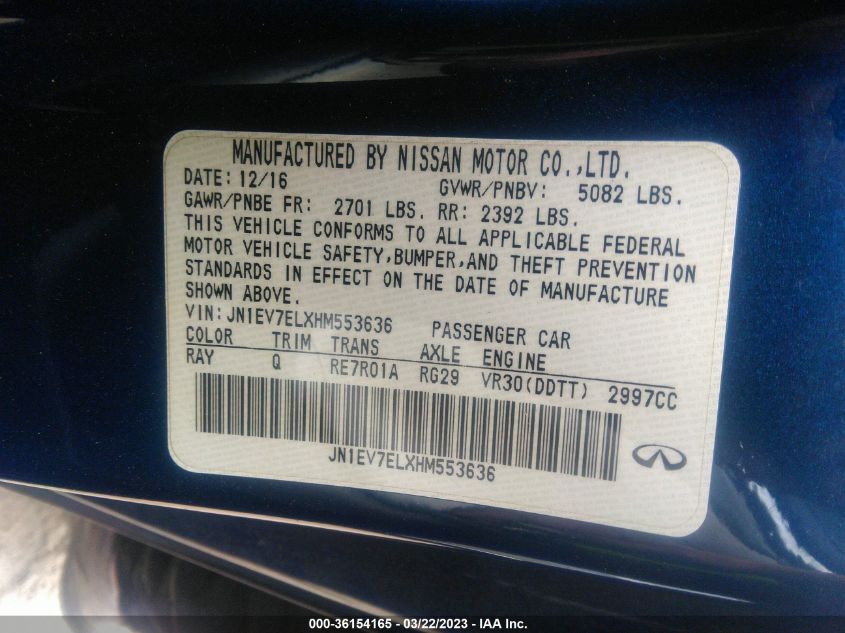 MANUFACTURED BY NISSAN MOTOR CO.,LTD.
DATE: 12/16 GVWR/PNBV: 5082 LBS.
GAWR/PNBE FR: 2701 LBS. RR: 2392 LBS.
THIS VEHICLE CONFORMS TO ALL APPLICABLE FEDERAL
MOTOR VEHICLE SAFETY,BUMPER,AND THEFT PREVENTION
STANDARDS IN EFFECT ON THE DATE OF MANUFACTURE
SHOWN ABOVE.
VIN:JN1EV7ELXHM553636 PASSENGER CAR
COLOR TRIM TRANS AXLE ENGINE
RAY Q RE7R01A RG29 VR30(DDTT) 2997CC
JN1EV7ELXHM553636
000-36154165 - 03/22/2023 - IAA Inc.